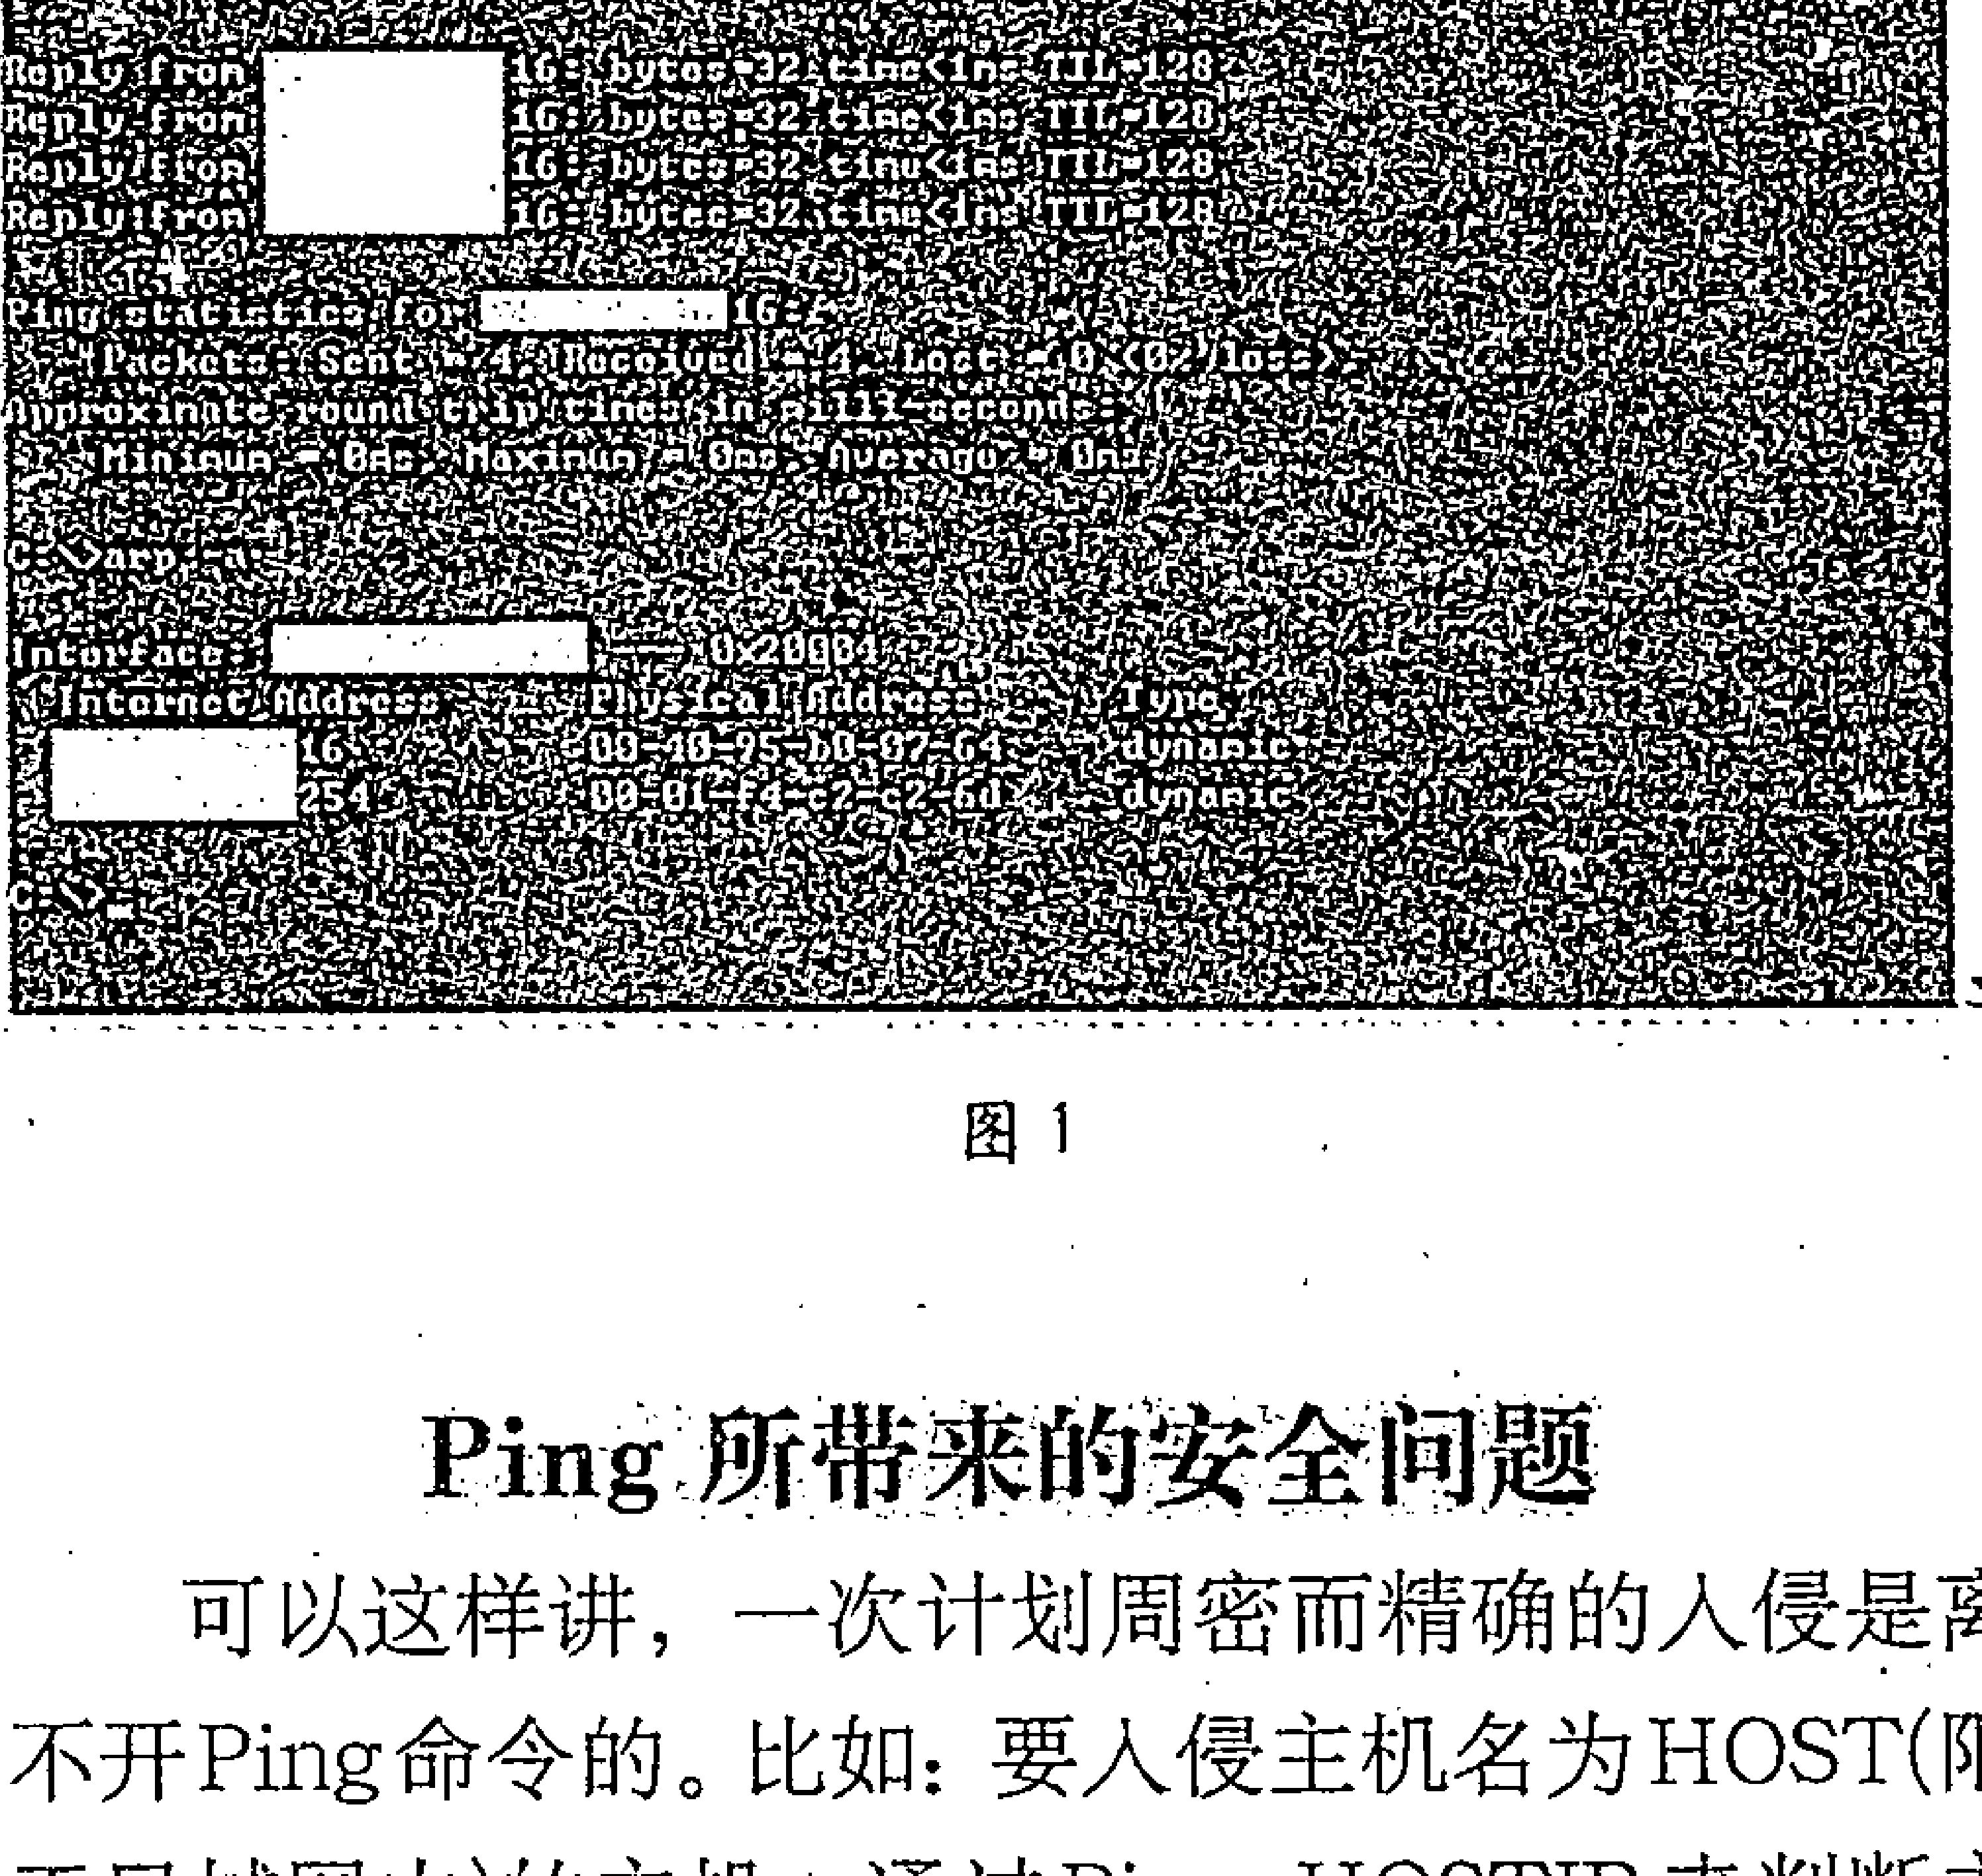 Reply from 16: bytes=32 time<1ms TTL=128
Reply from 16: bytes=32 time<1ms TTL=128
Reply from 16: bytes=32 time<1ms TTL=128
Reply from 16: bytes=32 time<1ms TTL=128
Ping statistics for 16:
Packets: Sent = 4, Received = 4, Lost = 0 (0% loss),
Approximate round trip times in milli-seconds:
Minimum = 0ms, Maximum = 0ms, Average = 0ms
C:\>arp -a
Interface: --- 0x20004
Internet Address Physical Address Type
16 dynamic
254 00-01-f4-c2-c2-6d dynamic
C:\>_
图 1
Ping 所带来的安全问题
可以这样讲，一次计划周密而精确的入侵是离
不开Ping命令的。比如：要入侵主机名为HOST(限